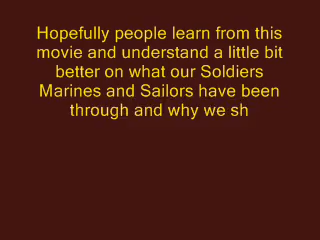 Hopefully people learn from this
movie and understand a little bit
better on what our Soldiers
Marines and Sailors have been
through and why we sh